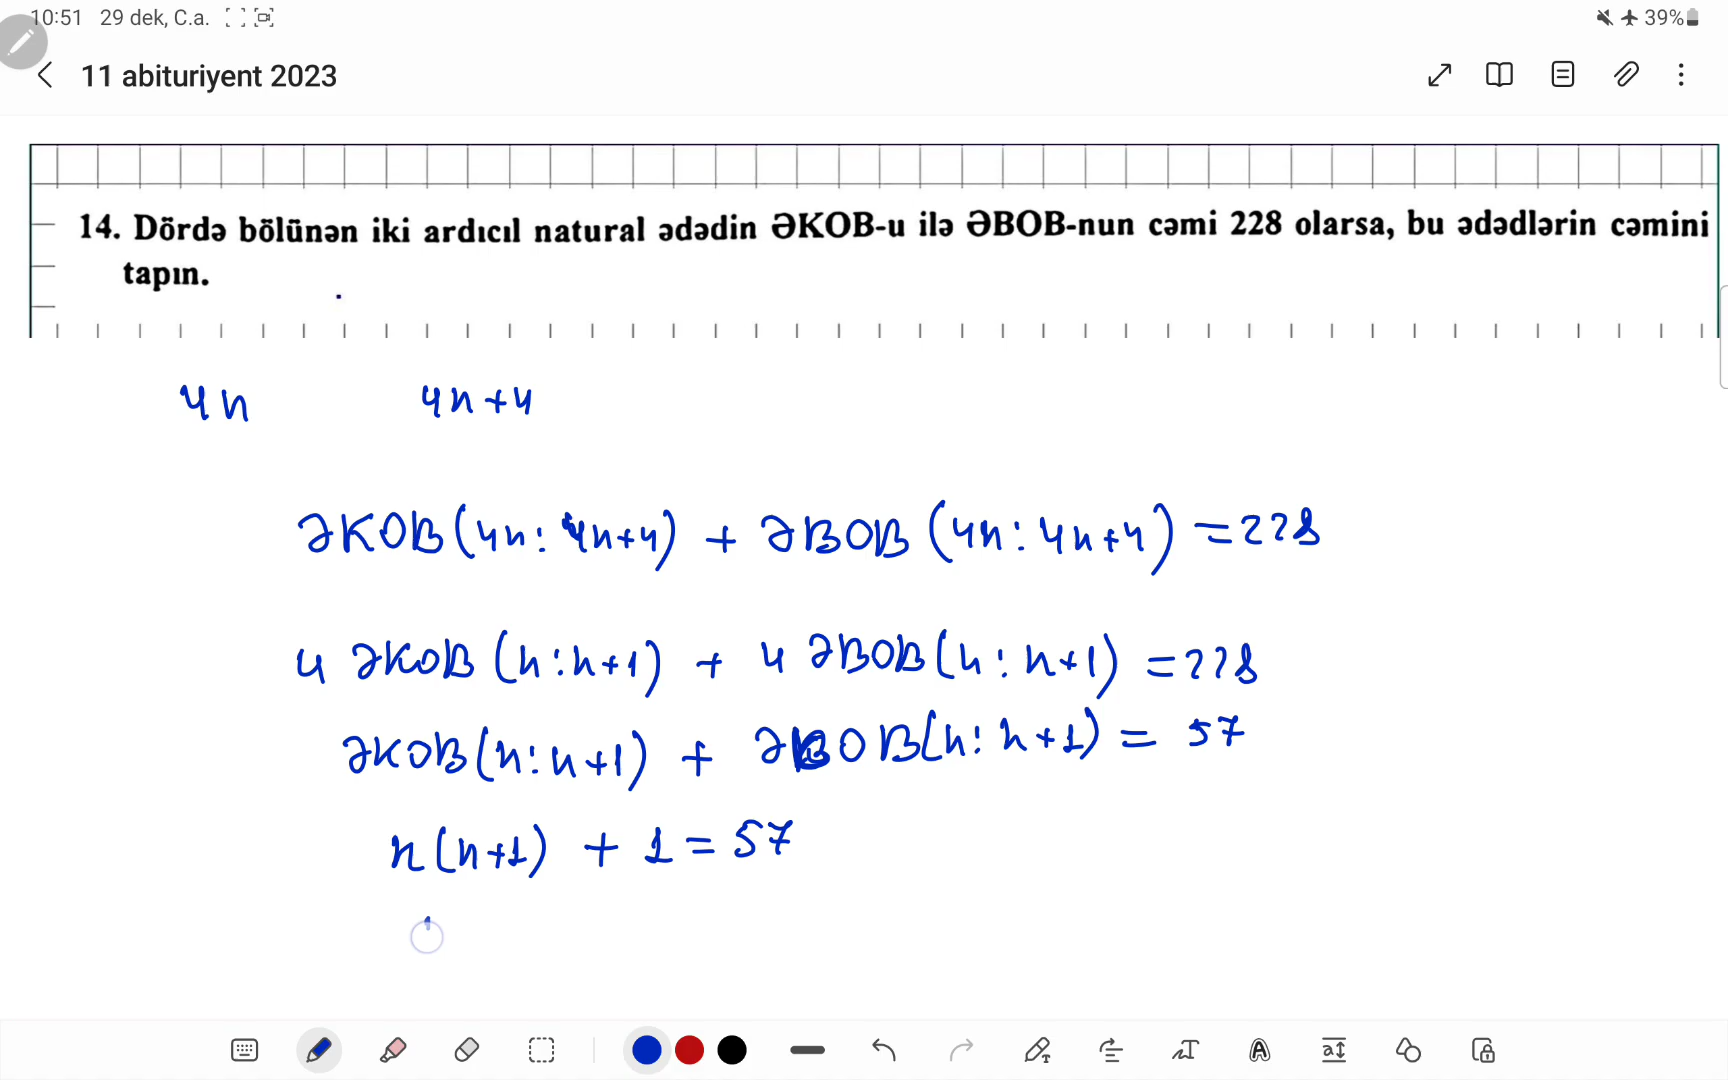 10:51 29 dek, C.a. 39%
11 abituriyent 2023
14. Dördə bölünən iki ardıcıl natural ədədin ƏKOB-u ilə ƏBOB-nun cəmi 228 olarsa, bu ədədlərin cəmini
tapın.
4n 4n+4
ƏKOB(4n : 4n+4) + ƏBOB(4n : 4n+4) = 228
4 ƏKOB(n : n+1) + 4 ƏBOB(n : n+1) = 228
ƏKOB(n : n+1) + ƏBOB(n : n+1) = 57
n(n+1) + 1 = 57